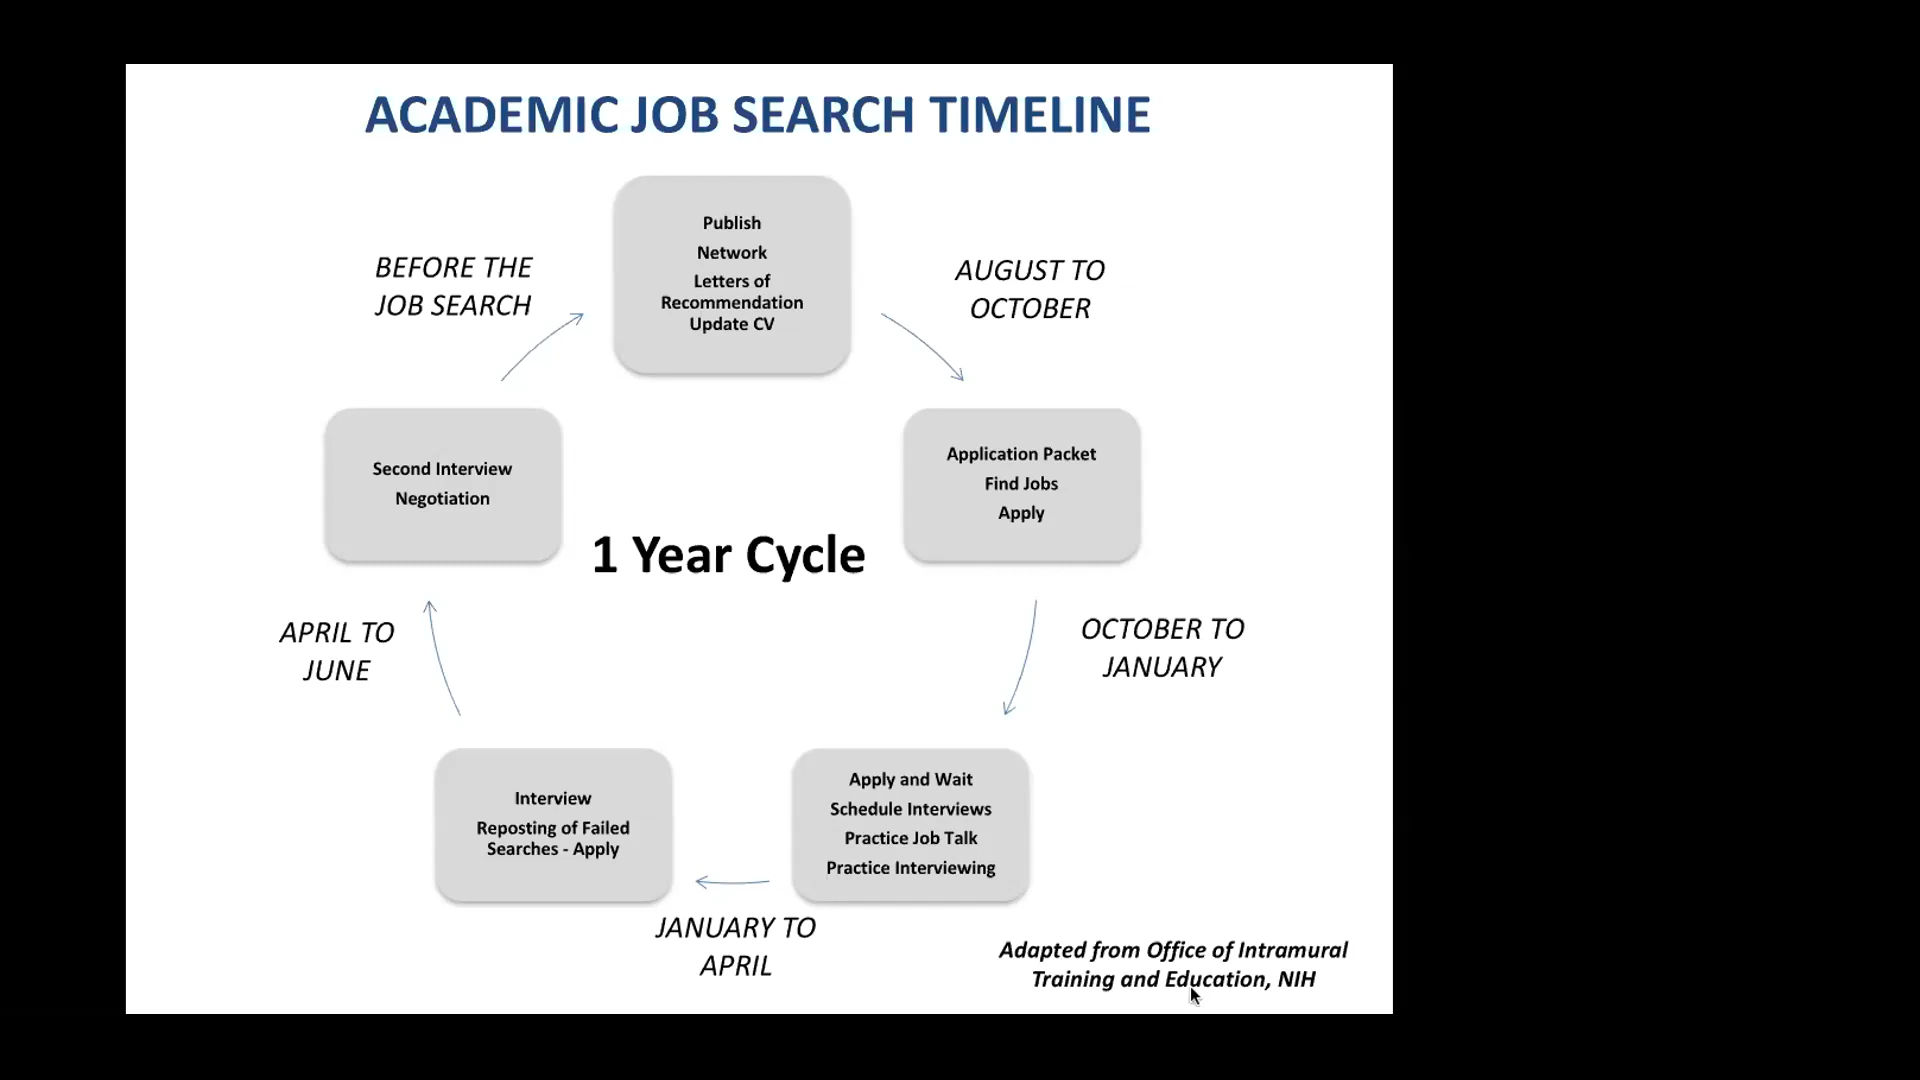 ACADEMIC JOB SEARCH TIMELINE
Publish
Network
Letters of
Recommendation
Update CV
BEFORE THE
JOB SEARCH
AUGUST TO
OCTOBER
Application Packet
Find Jobs
Apply
Second Interview
Negotiation
1 Year Cycle
OCTOBER TO
JANUARY
APRIL TO
JUNE
Apply and Wait
Schedule Interviews
Practice Job Talk
Practice Interviewing
Interview
Reposting of Failed
Searches - Apply
JANUARY TO
APRIL
Adapted from Office of Intramural
Training and Education, NIH